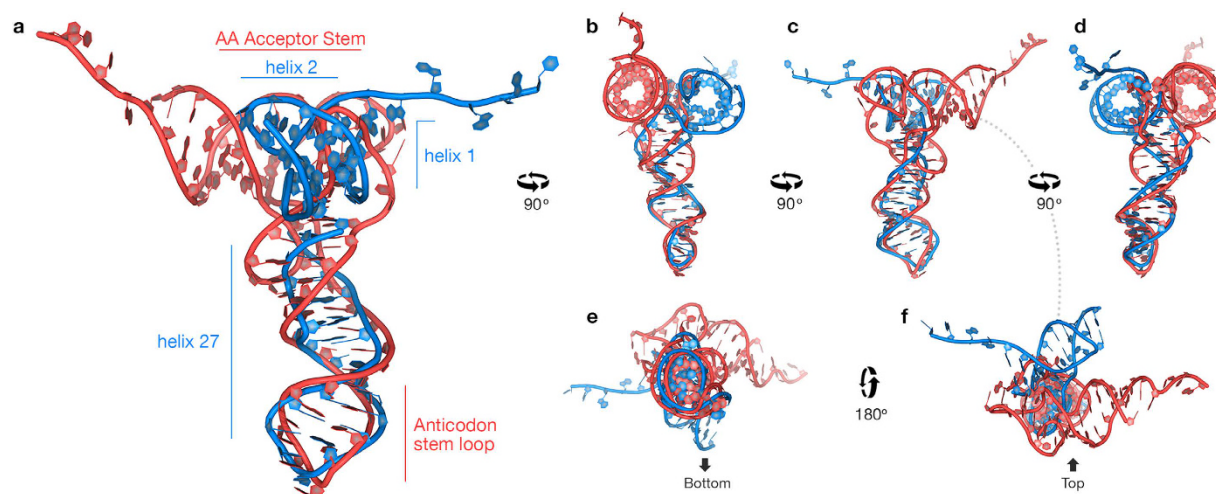 a
AA Acceptor Stem
helix 2
helix 1
helix 27
Anticodon
stem loop
90°
b
90°
c
90°
d
e
Bottom
180°
f
Top